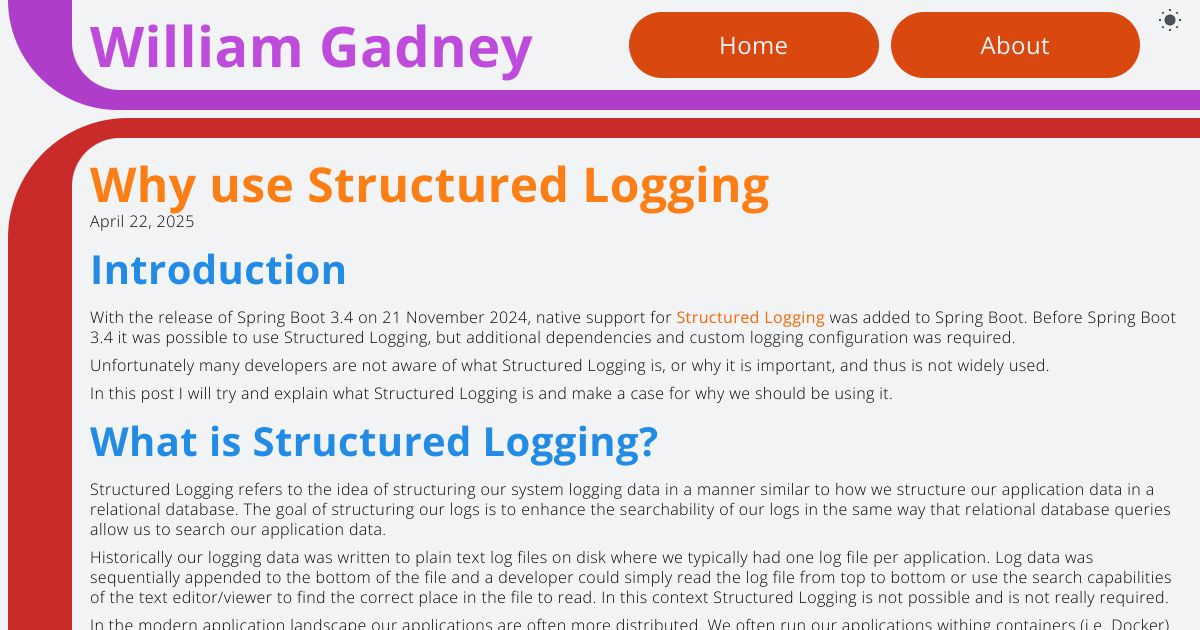 William Gadney
Home
About
Why use Structured Logging
April 22, 2025
Introduction
With the release of Spring Boot 3.4 on 21 November 2024, native support for Structured Logging was added to Spring Boot. Before Spring Boot
3.4 it was possible to use Structured Logging, but additional dependencies and custom logging configuration was required.
Unfortunately many developers are not aware of what Structured Logging is, or why it is important, and thus is not widely used.
In this post I will try and explain what Structured Logging is and make a case for why we should be using it.
What is Structured Logging?
Structured Logging refers to the idea of structuring our system logging data in a manner similar to how we structure our application data in a
relational database. The goal of structuring our logs is to enhance the searchability of our logs in the same way that relational database queries
allow us to search our application data.
Historically our logging data was written to plain text log files on disk where we typically had one log file per application. Log data was
sequentially appended to the bottom of the file and a developer could simply read the log file from top to bottom or use the search capabilities
of the text editor/viewer to find the correct place in the file to read. In this context Structured Logging is not possible and is not really required.
In the modern application landscape our applications are often more distributed. We often run our applications withing containers (i.e. Docker)